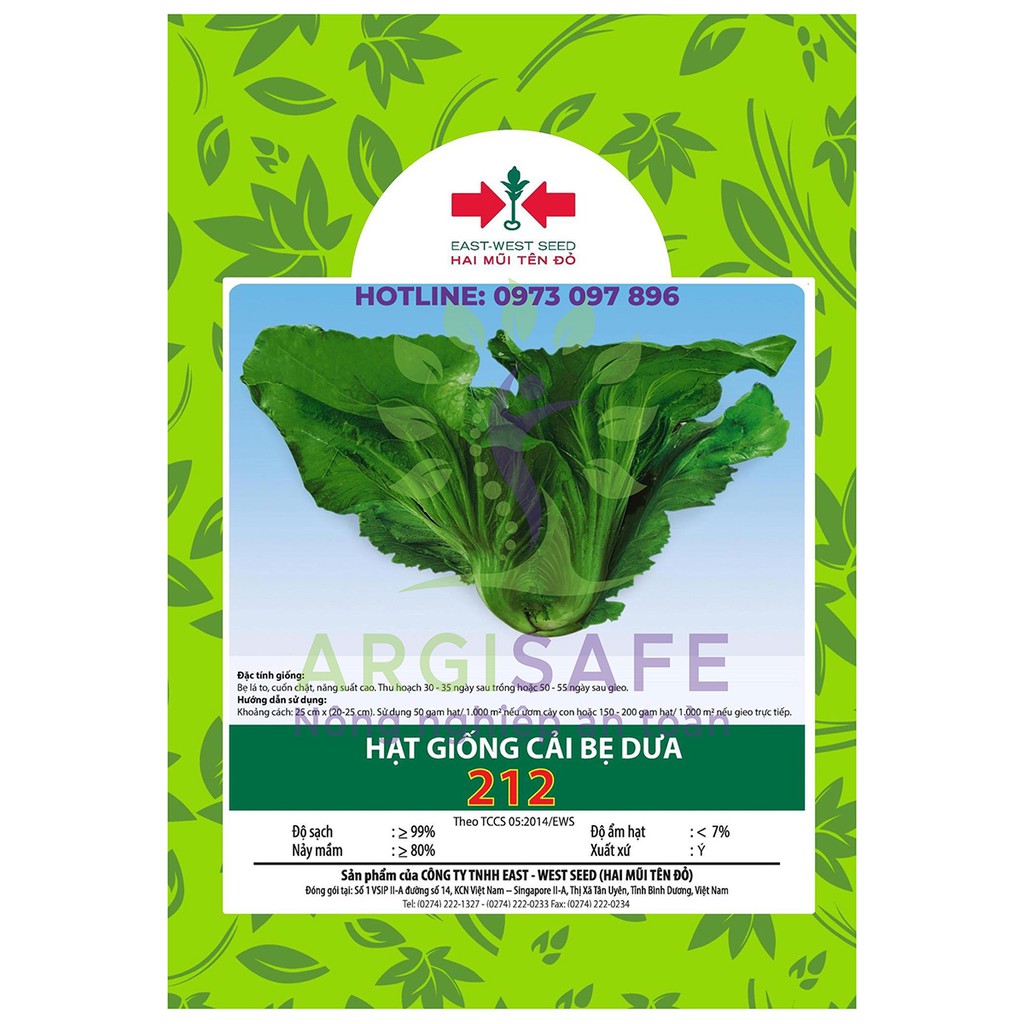 EAST-WEST SEED
HAI MŨI TÊN ĐỎ
HOTLINE: 0973 097 896
ARGISAFE
Đặc tính giống:
Bẹ lá to, cuốn chặt, năng suất cao. Thu hoạch 30 - 35 ngày sau trồng hoặc 50 - 55 ngày sau gieo.
Hướng dẫn sử dụng:
Khoảng cách: 25 cm x (20-25 cm). Sử dụng 50 gam hạt/ 1.000 m² nếu ươm cây con hoặc 150 - 200 gam hạt/ 1.000 m² nếu gieo trực tiếp.
Nông nghiệp an toàn
HẠT GIỐNG CẢI BẸ DƯA
212
Theo TCCS 05:2014/EWS
Độ sạch : ≥ 99% Độ ẩm hạt : < 7%
Nảy mầm : ≥ 80% Xuất xứ : Ý
Sản phẩm của CÔNG TY TNHH EAST - WEST SEED (HAI MŨI TÊN ĐỎ)
Đóng gói tại: Số 1 VSIP II-A đường số 14, KCN Việt Nam – Singapore II-A, Thị Xã Tân Uyên, Tỉnh Bình Dương, Việt Nam
Tel: (0274) 222-1327 - (0274) 222-0233 Fax: (0274) 222-0234